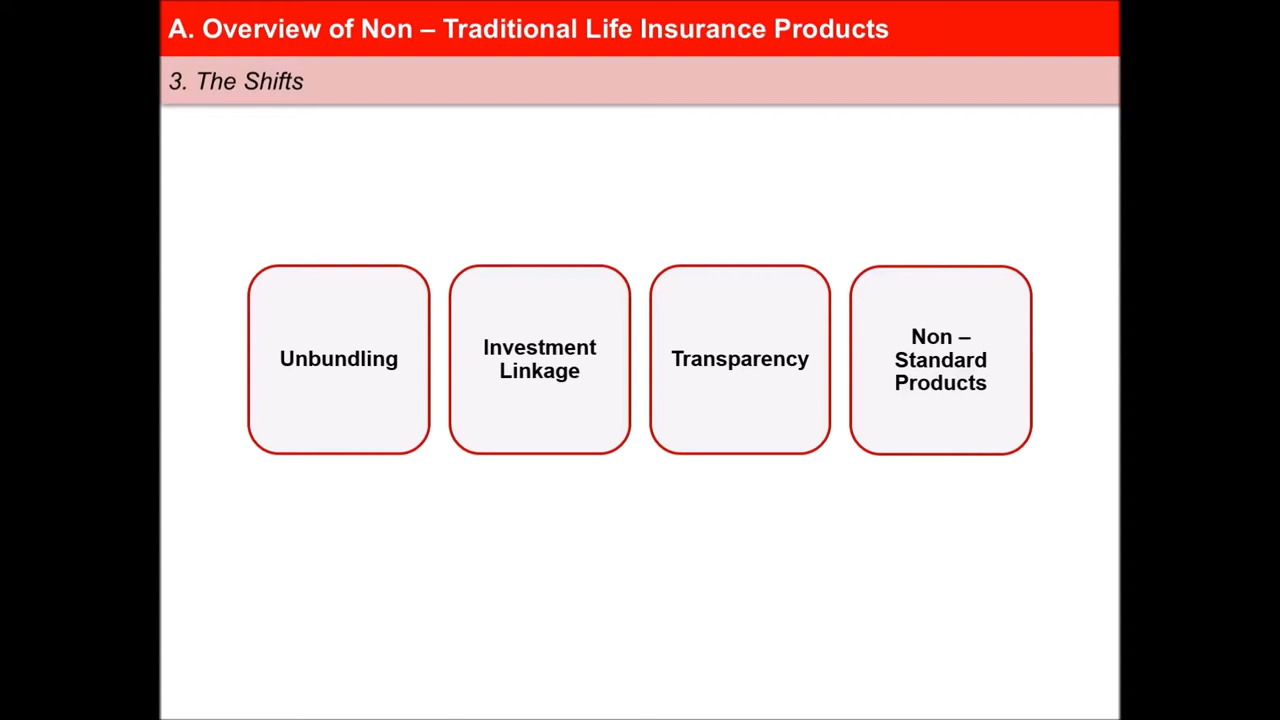 A. Overview of Non – Traditional Life Insurance Products
3. The Shifts
Unbundling
Investment
Linkage
Transparency
Non –
Standard
Products